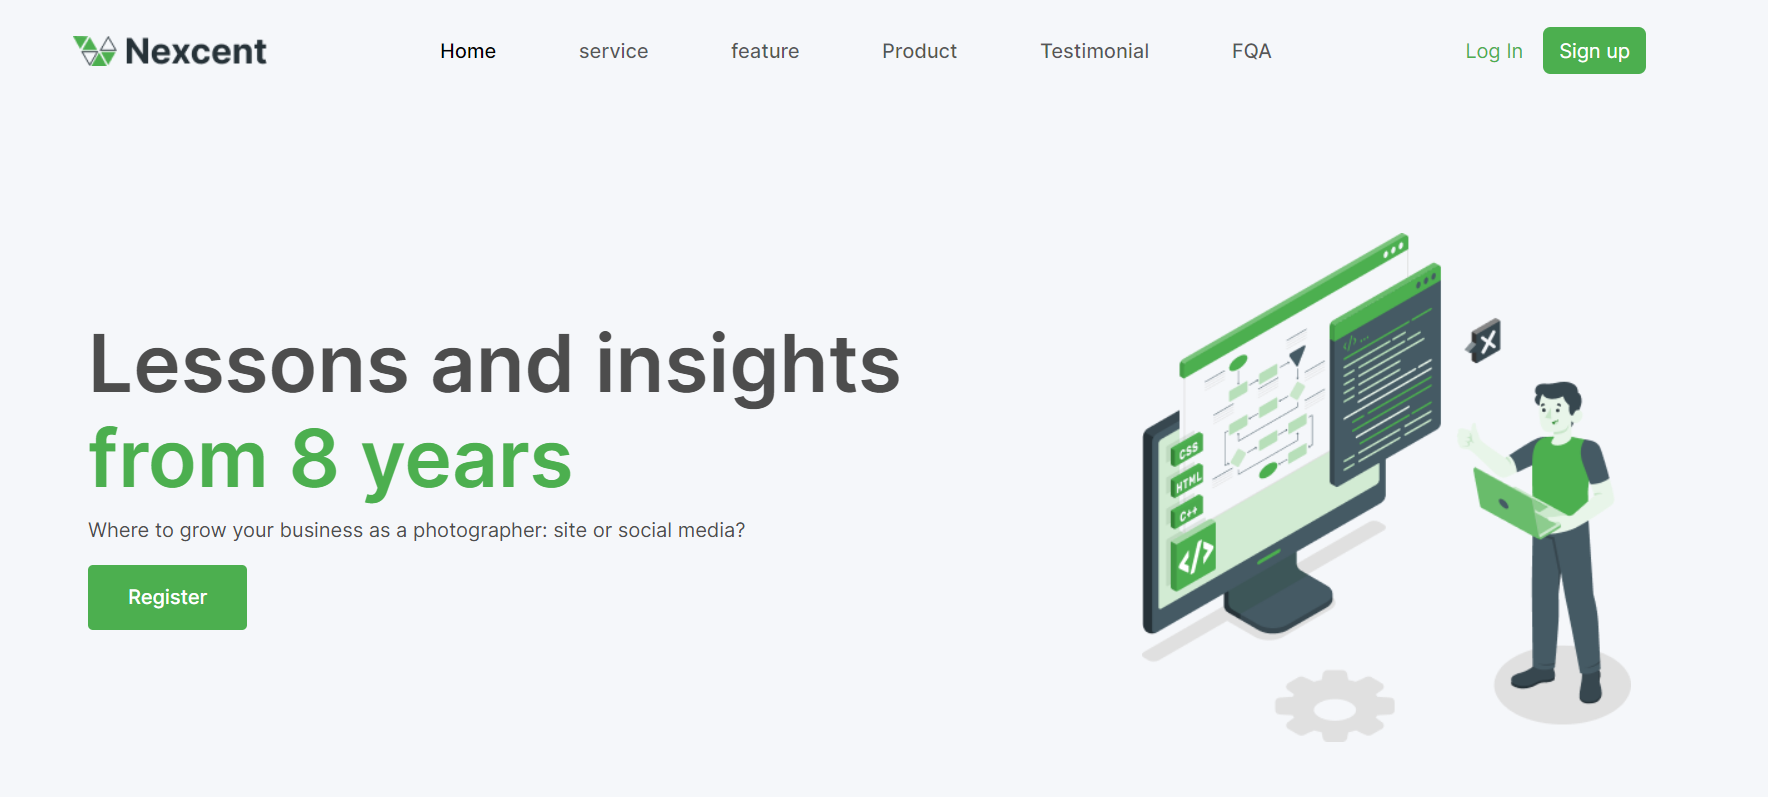 Nexcent Home service feature Product Testimonial FQA Log In Sign up
Lessons and insights
from 8 years
Where to grow your business as a photographer: site or social media?
Register
</> ...
CSS
HTML
C++
</>